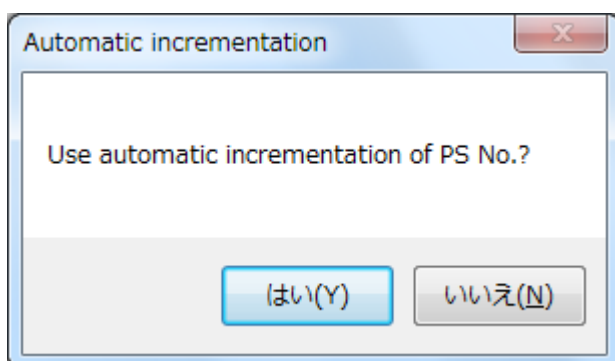 Automatic incrementation
Use automatic incrementation of PS No.?
はい(Y)
いいえ(N)